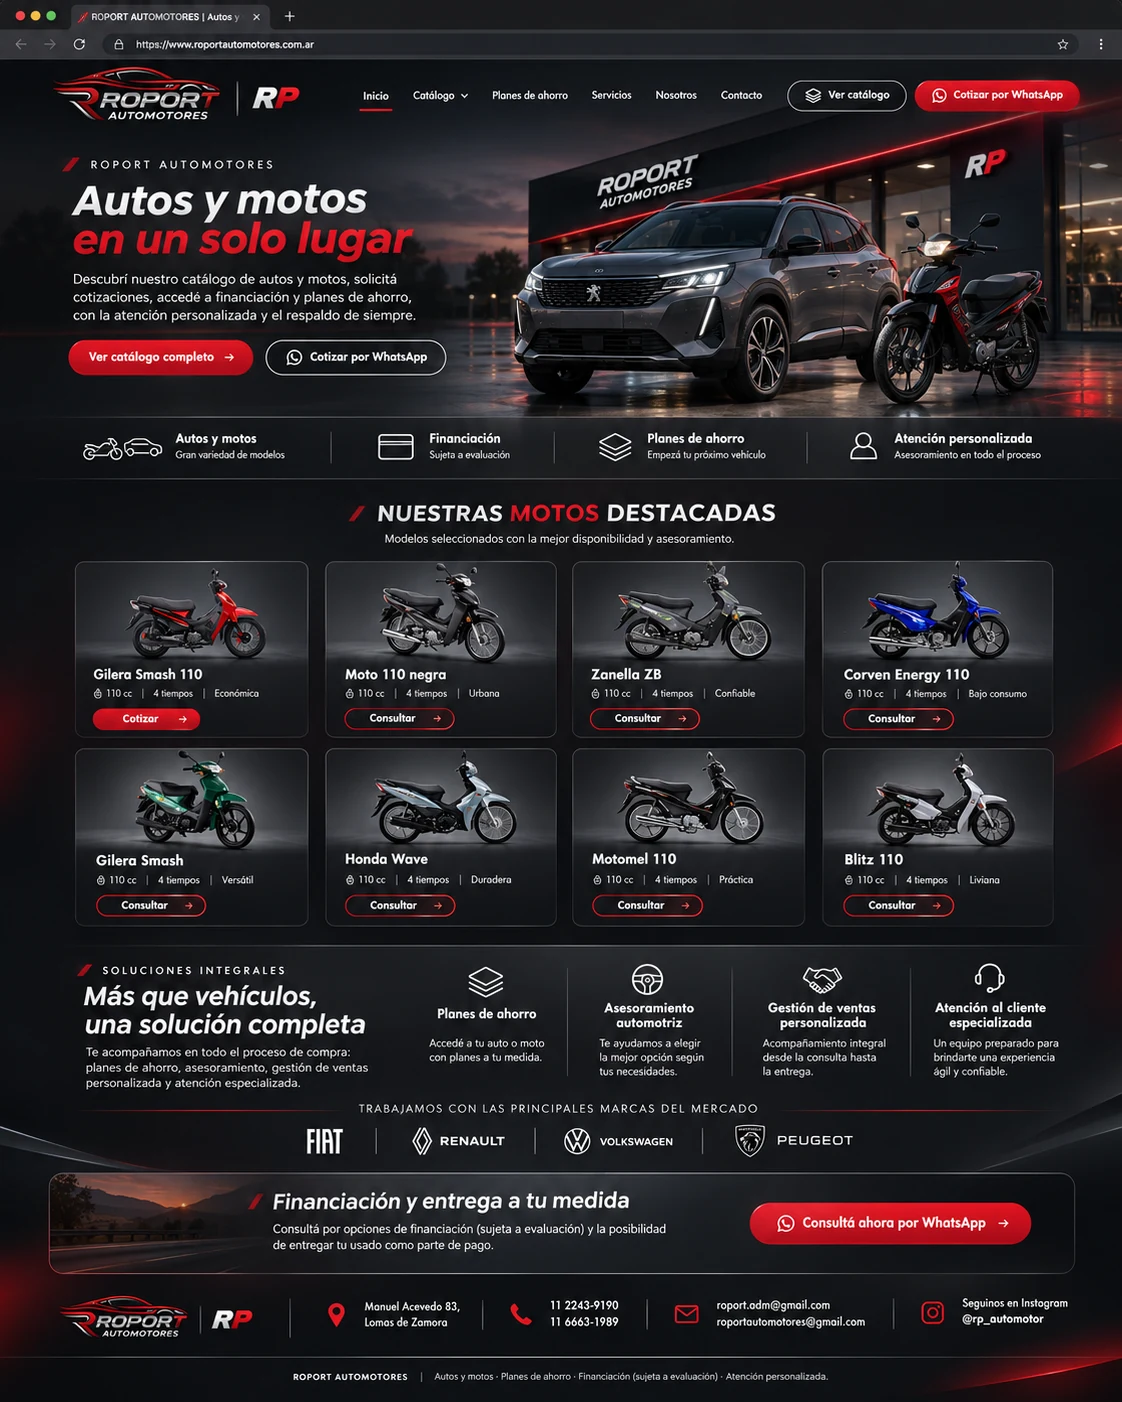 ROPORT AUTOMOTORES | Autos y
https://www.roportautomotores.com.ar
ROPORT
AUTOMOTORES
RP
Inicio
Catálogo
Planes de ahorro
Servicios
Nosotros
Contacto
Ver catálogo
Cotizar por WhatsApp
ROPORT AUTOMOTORES
Autos y motos
en un solo lugar
Descubrí nuestro catálogo de autos y motos, solicitá
cotizaciones, accedé a financiación y planes de ahorro,
con la atención personalizada y el respaldo de siempre.
Ver catálogo completo →
Cotizar por WhatsApp
ROPORT
AUTOMOTORES
RP
Autos y motos
Gran variedad de modelos
Financiación
Sujeta a evaluación
Planes de ahorro
Empezá tu próximo vehículo
Atención personalizada
Asesoramiento en todo el proceso
NUESTRAS MOTOS DESTACADAS
Modelos seleccionados con la mejor disponibilidad y asesoramiento.
Gilera Smash 110
110 cc | 4 tiempos | Económica
Cotizar →
Moto 110 negra
110 cc | 4 tiempos | Urbana
Consultar →
Zanella ZB
110 cc | 4 tiempos | Confiable
Consultar →
Corven Energy 110
110 cc | 4 tiempos | Bajo consumo
Consultar →
Gilera Smash
110 cc | 4 tiempos | Versátil
Consultar →
Honda Wave
110 cc | 4 tiempos | Duradera
Consultar →
Motomel 110
110 cc | 4 tiempos | Práctica
Consultar →
Blitz 110
110 cc | 4 tiempos | Liviana
Consultar →
SOLUCIONES INTEGRALES
Más que vehículos,
una solución completa
Te acompañamos en todo el proceso de compra:
planes de ahorro, asesoramiento, gestión de ventas
personalizada y atención especializada.
Planes de ahorro
Accedé a tu auto o moto
con planes a tu medida.
Asesoramiento
automotriz
Te ayudamos a elegir
la mejor opción según
tus necesidades.
Gestión de ventas
personalizada
Acompañamiento integral
desde la consulta hasta
la entrega.
Atención al cliente
especializada
Un equipo preparado para
brindarte una experiencia
ágil y confiable.
TRABAJAMOS CON LAS PRINCIPALES MARCAS DEL MERCADO
FIAT
RENAULT
VOLKSWAGEN
PEUGEOT
Financiación y entrega a tu medida
Consultá por opciones de financiación (sujeta a evaluación) y la posibilidad
de entregar tu usado como parte de pago.
Consultá ahora por WhatsApp →
ROPORT
AUTOMOTORES
RP
Manuel Acevedo 83,
Lomas de Zamora
11 2243-9190
11 6663-1989
roport.adm@gmail.com
roportautomotores@gmail.com
Seguinos en Instagram
@rp_automotor
ROPORT AUTOMOTORES | Autos y motos · Planes de ahorro · Financiación (sujeta a evaluación) · Atención personalizada.